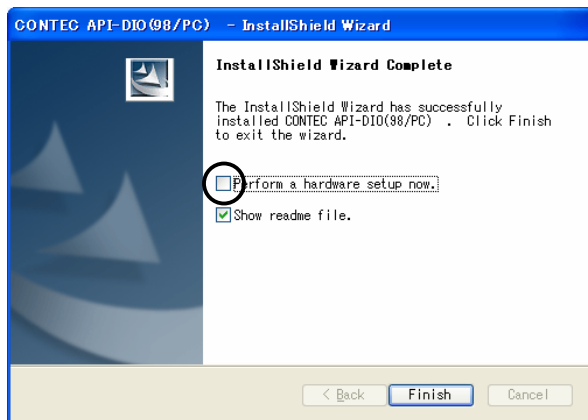 CONTEC API-DIO(98/PC) - InstallShield Wizard
InstallShield Wizard Complete
The InstallShield Wizard has successfully
installed CONTEC API-DIO(98/PC) . Click Finish
to exit the wizard.
Perform a hardware setup now.
Show readme file.
< Back
Finish
Cancel